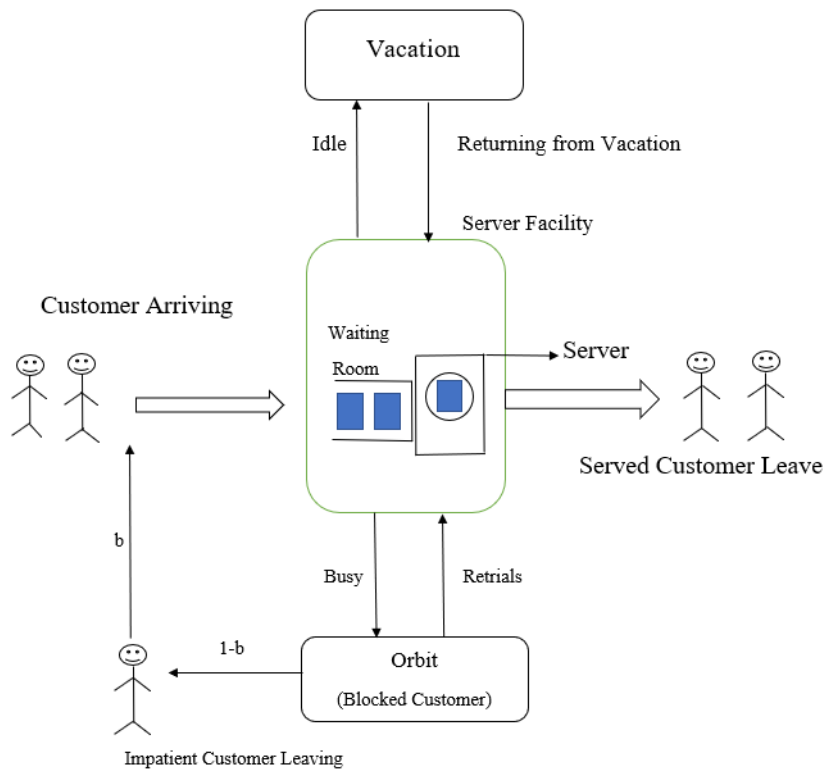 Vacation
Idle
Returning from Vacation
Server Facility
Customer Arriving
Waiting
Room
Server
Served Customer Leave
b
Busy
Retrials
1-b
Orbit
(Blocked Customer)
Impatient Customer Leaving